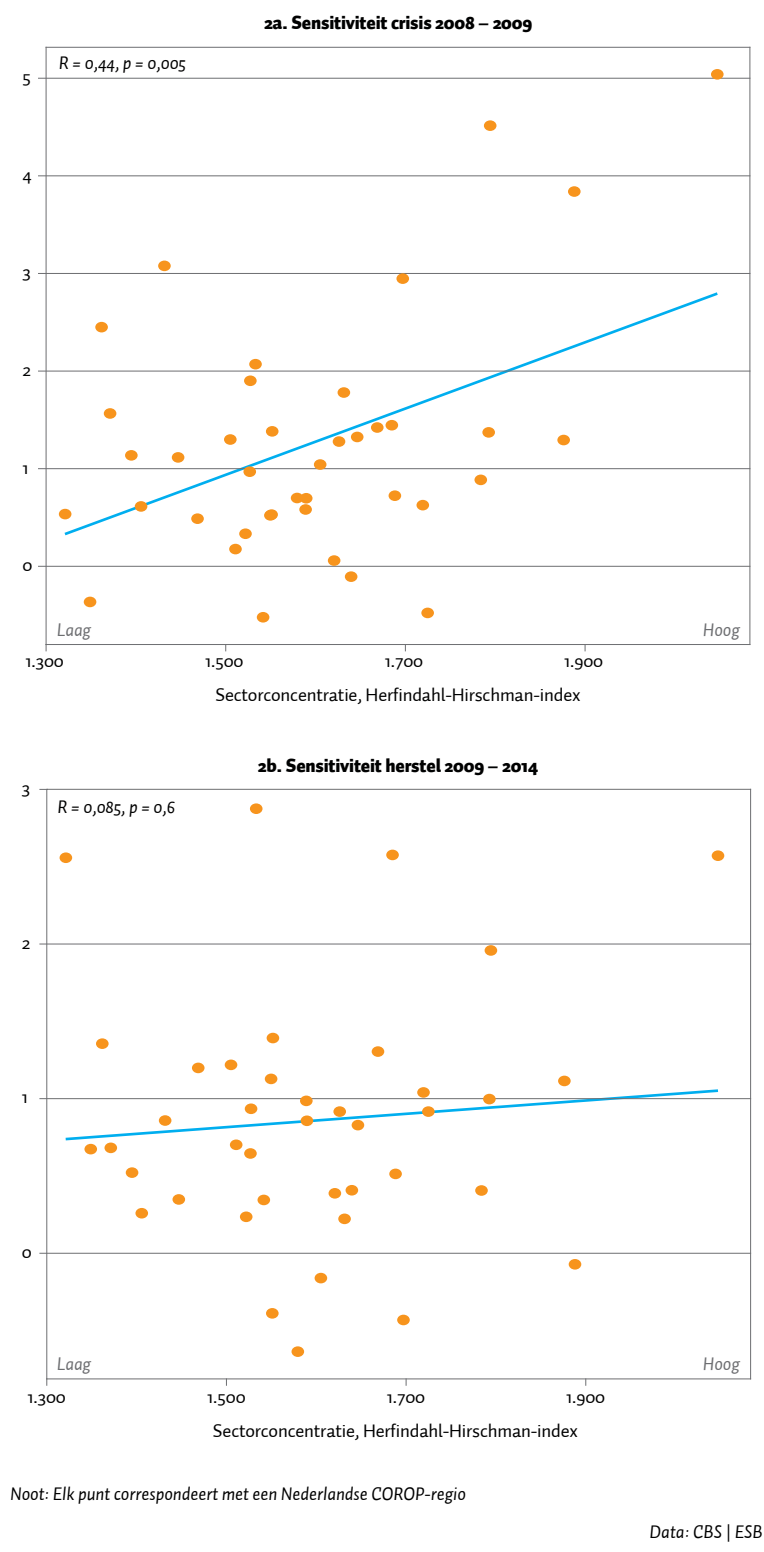 2a. Sensitiviteit crisis 2008 – 2009
R = 0,44, p = 0,005
5
4
3
2
1
0
Laag
Hoog
1.300
1.500
1.700
1.900
Sectorconcentratie, Herfindahl-Hirschman-index
2b. Sensitiviteit herstel 2009 – 2014
3
R = 0,085, p = 0,6
2
1
0
Laag
Hoog
1.300
1.500
1.700
1.900
Sectorconcentratie, Herfindahl-Hirschman-index
Noot: Elk punt correspondeert met een Nederlandse COROP-regio
Data: CBS | ESB